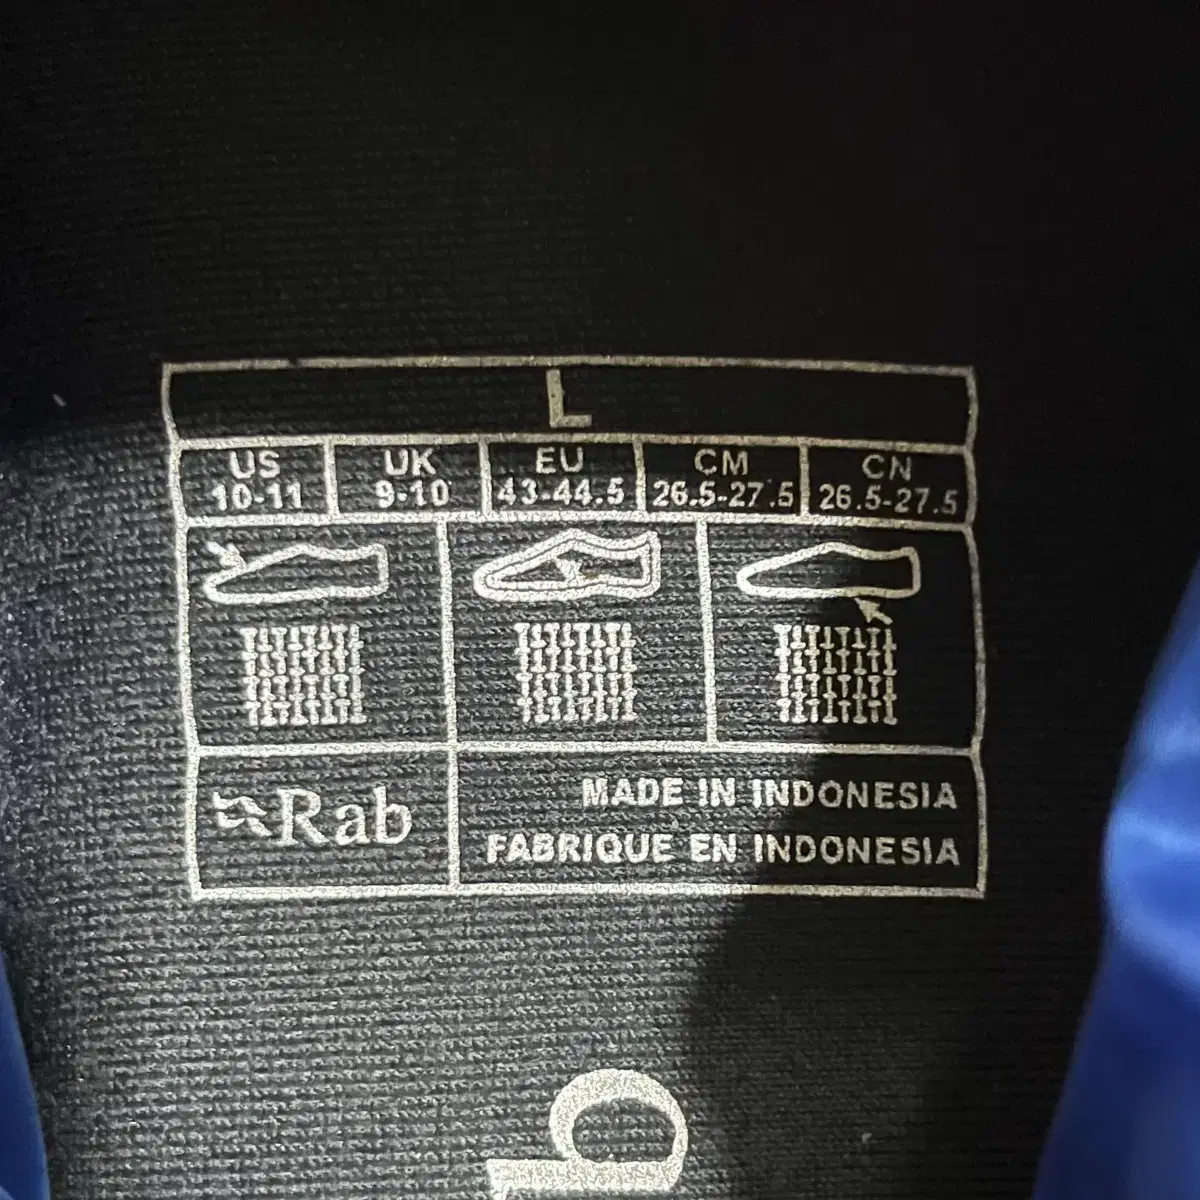 L
US UK EU CM CN
10-11 9-10 43-44.5 26.5-27.5 26.5-27.5
Rab
MADE IN INDONESIA
FABRIQUE EN INDONESIA
b